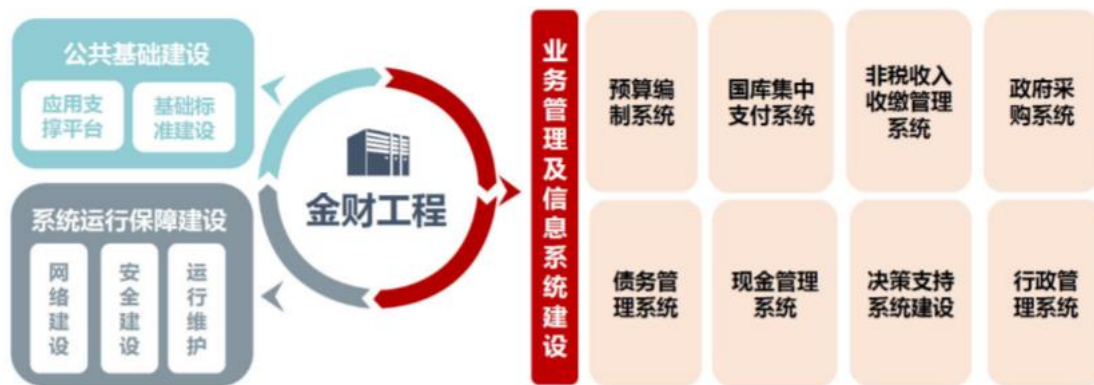 公共基础建设
应用支
撑平台
基础标
准建设
系统运行保障建设
网络建设
安全建设
运行维护
金财工程
业务管理及信息系统建设
预算编
制系统
国库集中
支付系统
非税收入
收缴管理
系统
政府采
购系统
债务管
理系统
现金管理
系统
决策支持
系统建设
行政管
理系统